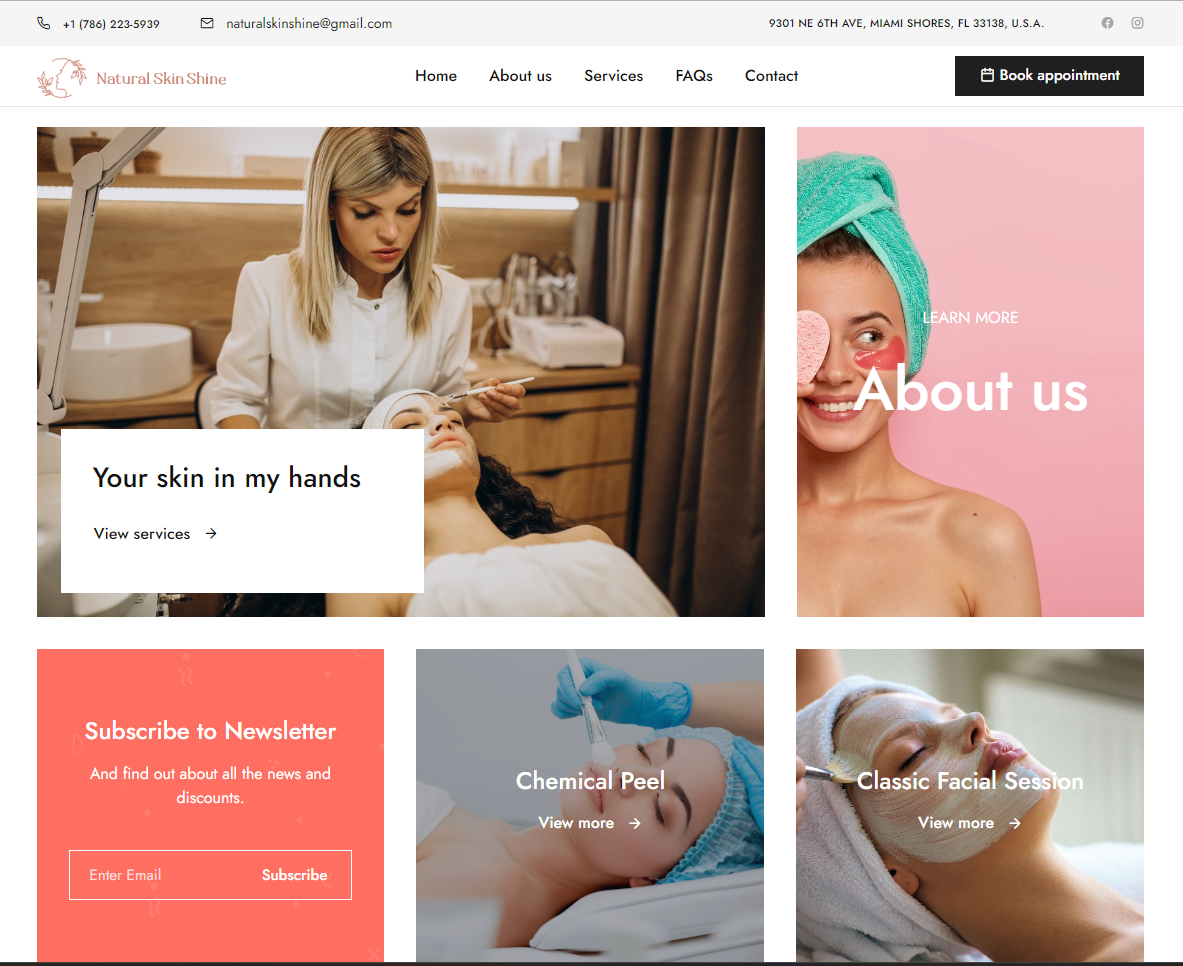 +1 (786) 223-5939
naturalskinshine@gmail.com
9301 NE 6TH AVE, MIAMI SHORES, FL 33138, U.S.A.
Natural Skin Shine
Home
About us
Services
FAQs
Contact
Book appointment
Your skin in my hands
View services
LEARN MORE
About us
Subscribe to Newsletter
And find out about all the news and
discounts.
Enter Email
Subscribe
Chemical Peel
View more
Classic Facial Session
View more